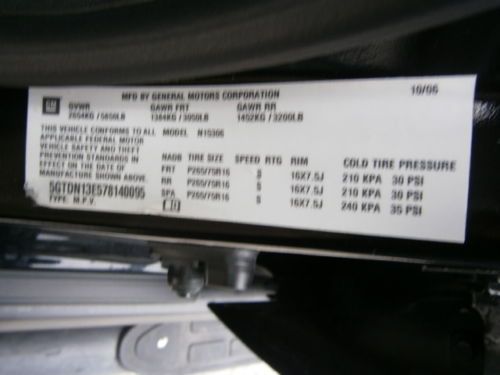 MFD BY GENERAL MOTORS CORPORATION 10/06
GM GVWR GAWR FRT GAWR RR
2654KG / 5850LB 1384KG / 3050LB 1452KG / 3200LB
THIS VEHICLE CONFORMS TO ALL MODEL N15306
APPLICABLE FEDERAL MOTOR
VEHICLE SAFETY AND THEFT
PREVENTION STANDARDS IN
EFFECT ON THE DATE OF
MANUFACTURE SHOWN ABOVE.
5GTDN13E578140095
TYPE: M.P.V.
TIRE SIZE SPEED RTG RIM COLD TIRE PRESSURE
FRT P265/75R16 S 16X7.5J 210 KPA 30 PSI
RR P265/75R16 S 16X7.5J 210 KPA 30 PSI
SPA P265/75R16 S 16X7.5J 240 KPA 35 PSI